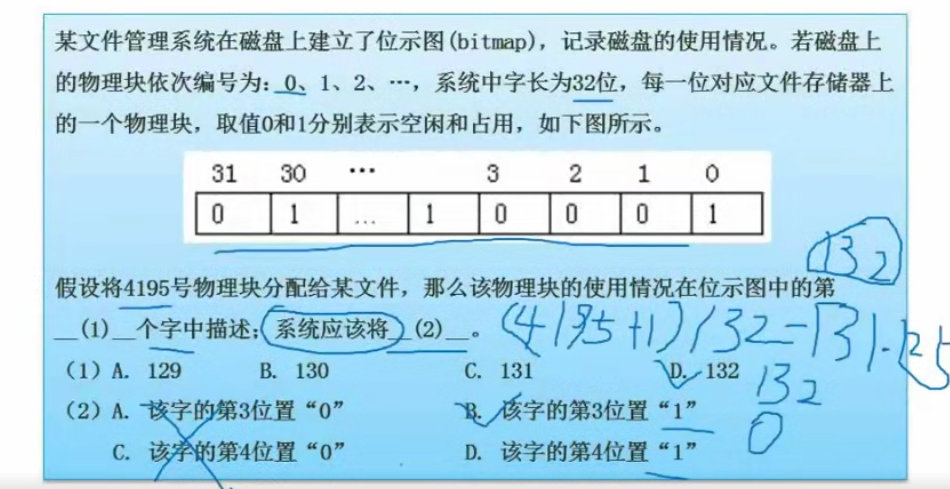 某文件管理系统在磁盘上建立了位示图(bitmap)，记录磁盘的使用情况。若磁盘上
的物理块依次编号为：0、1、2、…，系统中字长为32位，每一位对应文件存储器上
的一个物理块，取值0和1分别表示空闲和占用，如下图所示。
31 30 … 3 2 1 0
0 1 … 1 0 0 0 1
132
假设将4195号物理块分配给某文件，那么该物理块的使用情况在位示图中的第
__(1)__个字中描述；系统应该将__(2)__。
(4195+1)/32=131.125
（1）A. 129 B. 130 C. 131 D. 132
132
（2）A. 该字的第3位置“0” B. 该字的第3位置“1”
0
C. 该字的第4位置“0” D. 该字的第4位置“1”